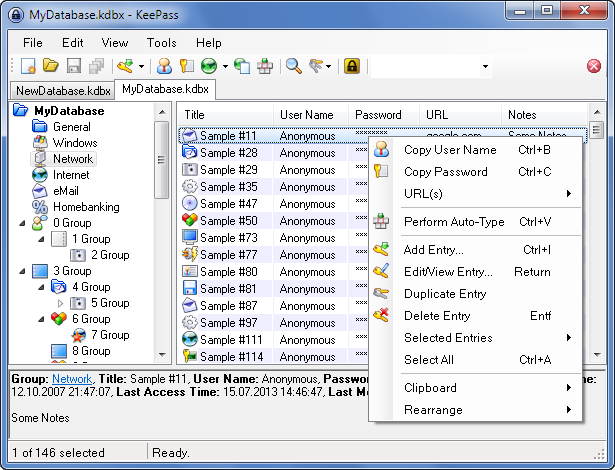 MyDatabase.kdbx - KeePass
File Edit View Tools Help
NewDatabase.kdbx MyDatabase.kdbx
MyDatabase
General
Windows
Network
Internet
eMail
Homebanking
0 Group
1 Group
2 Group
3 Group
4 Group
5 Group
6 Group
7 Group
8 Group
Title User Name Password URL Notes
Sample #11 Anonymous ******** google.com Some Notes
Sample #28 Anonymous
Sample #29 Anonymous
Sample #35 Anonymous
Sample #47 Anonymous
Sample #50 Anonymous
Sample #73 Anonymous
Sample #77 Anonymous
Sample #80 Anonymous
Sample #81 Anonymous
Sample #87 Anonymous
Sample #97 Anonymous
Sample #111 Anonymous
Sample #114 Anonymous
Copy User Name Ctrl+B
Copy Password Ctrl+C
URL(s)
Perform Auto-Type Ctrl+V
Add Entry... Ctrl+I
Edit/View Entry... Return
Duplicate Entry
Delete Entry Entf
Selected Entries
Select All Ctrl+A
Clipboard
Rearrange
Group: Network, Title: Sample #11, User Name: Anonymous, Passwo me:
12.10.2007 21:47:07, Last Access Time: 15.07.2013 14:46:47, Last Mo
Some Notes
1 of 146 selected Ready.